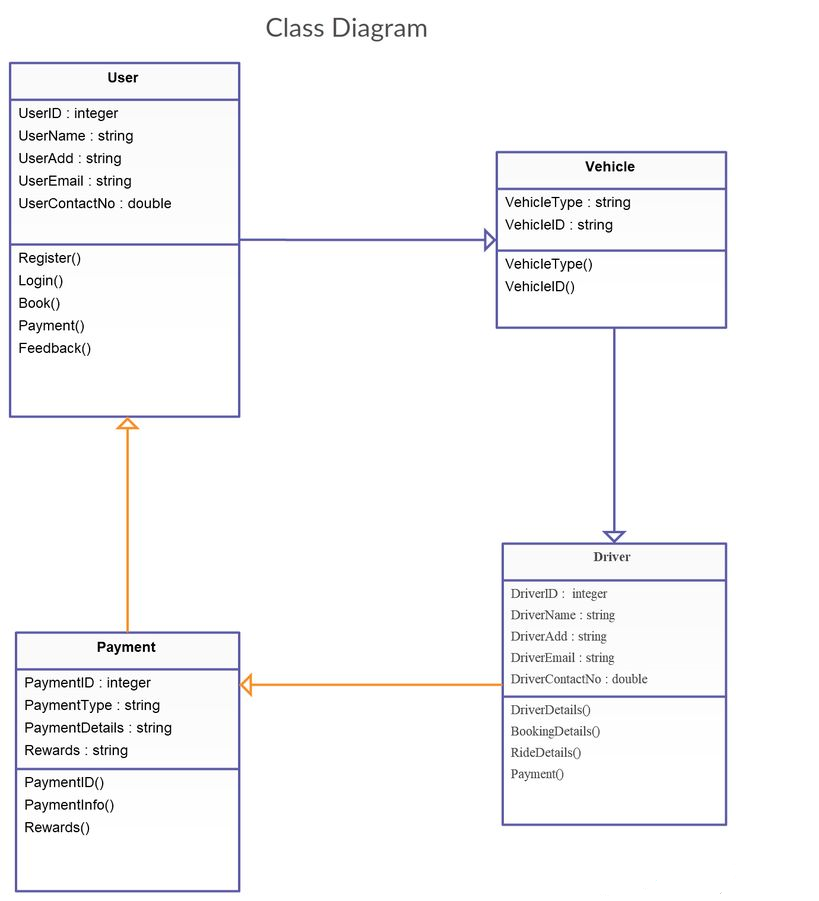 Class Diagram
User
UserID : integer
UserName : string
UserAdd : string
UserEmail : string
UserContactNo : double
Register()
Login()
Book()
Payment()
Feedback()
Vehicle
VehicleType : string
VehicleID : string
VehicleType()
VehicleID()
Driver
DriverID : integer
DriverName : string
DriverAdd : string
DriverEmail : string
DriverContactNo : double
DriverDetails()
BookingDetails()
RideDetails()
Payment()
Payment
PaymentID : integer
PaymentType : string
PaymentDetails : string
Rewards : string
PaymentID()
PaymentInfo()
Rewards()